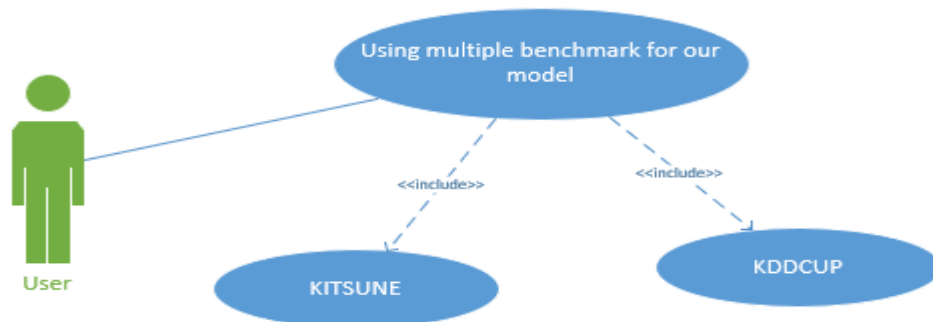 Using multiple benchmark for our
model
<<include>>
<<include>>
KDDCUP
User
KITSUNE